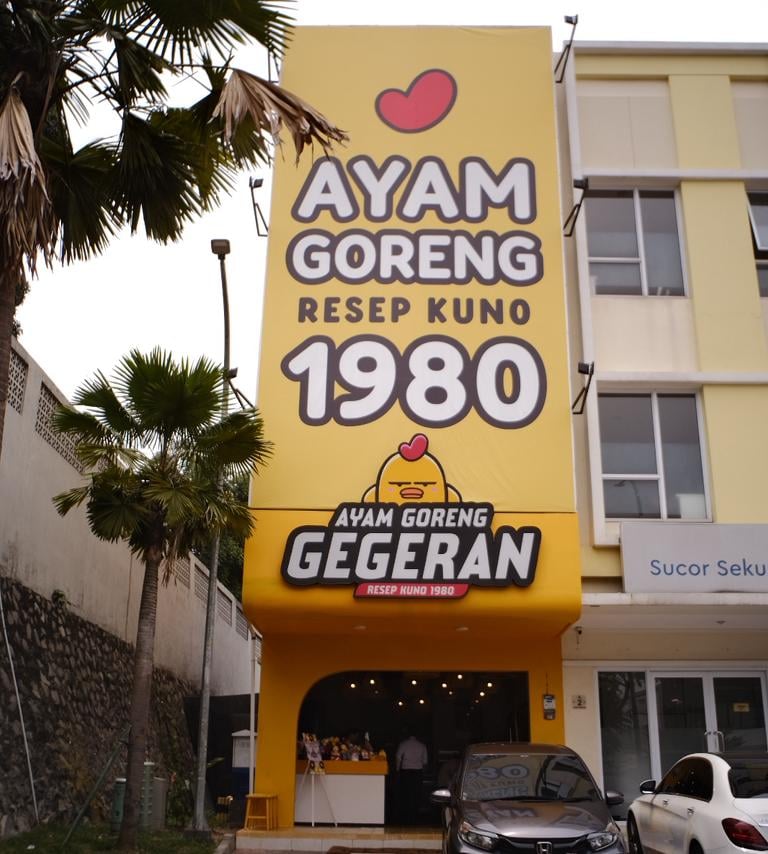 AYAM
GORENG
RESEP KUNO
1980
AYAM GORENG
GEGERAN
RESEP KUNO 1980
Sucor Seku